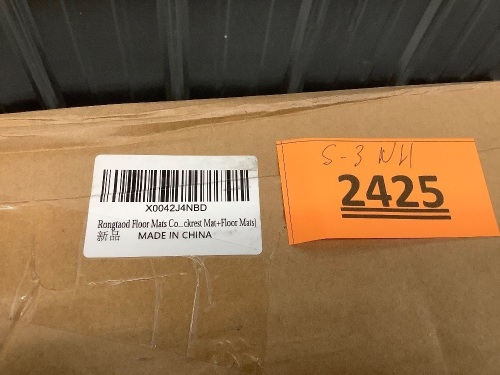 X0042J4NBD
Rongtaod Floor Mats Co...ckrest Mat+Floor Mats)
新品 MADE IN CHINA
S-3 NH
2425